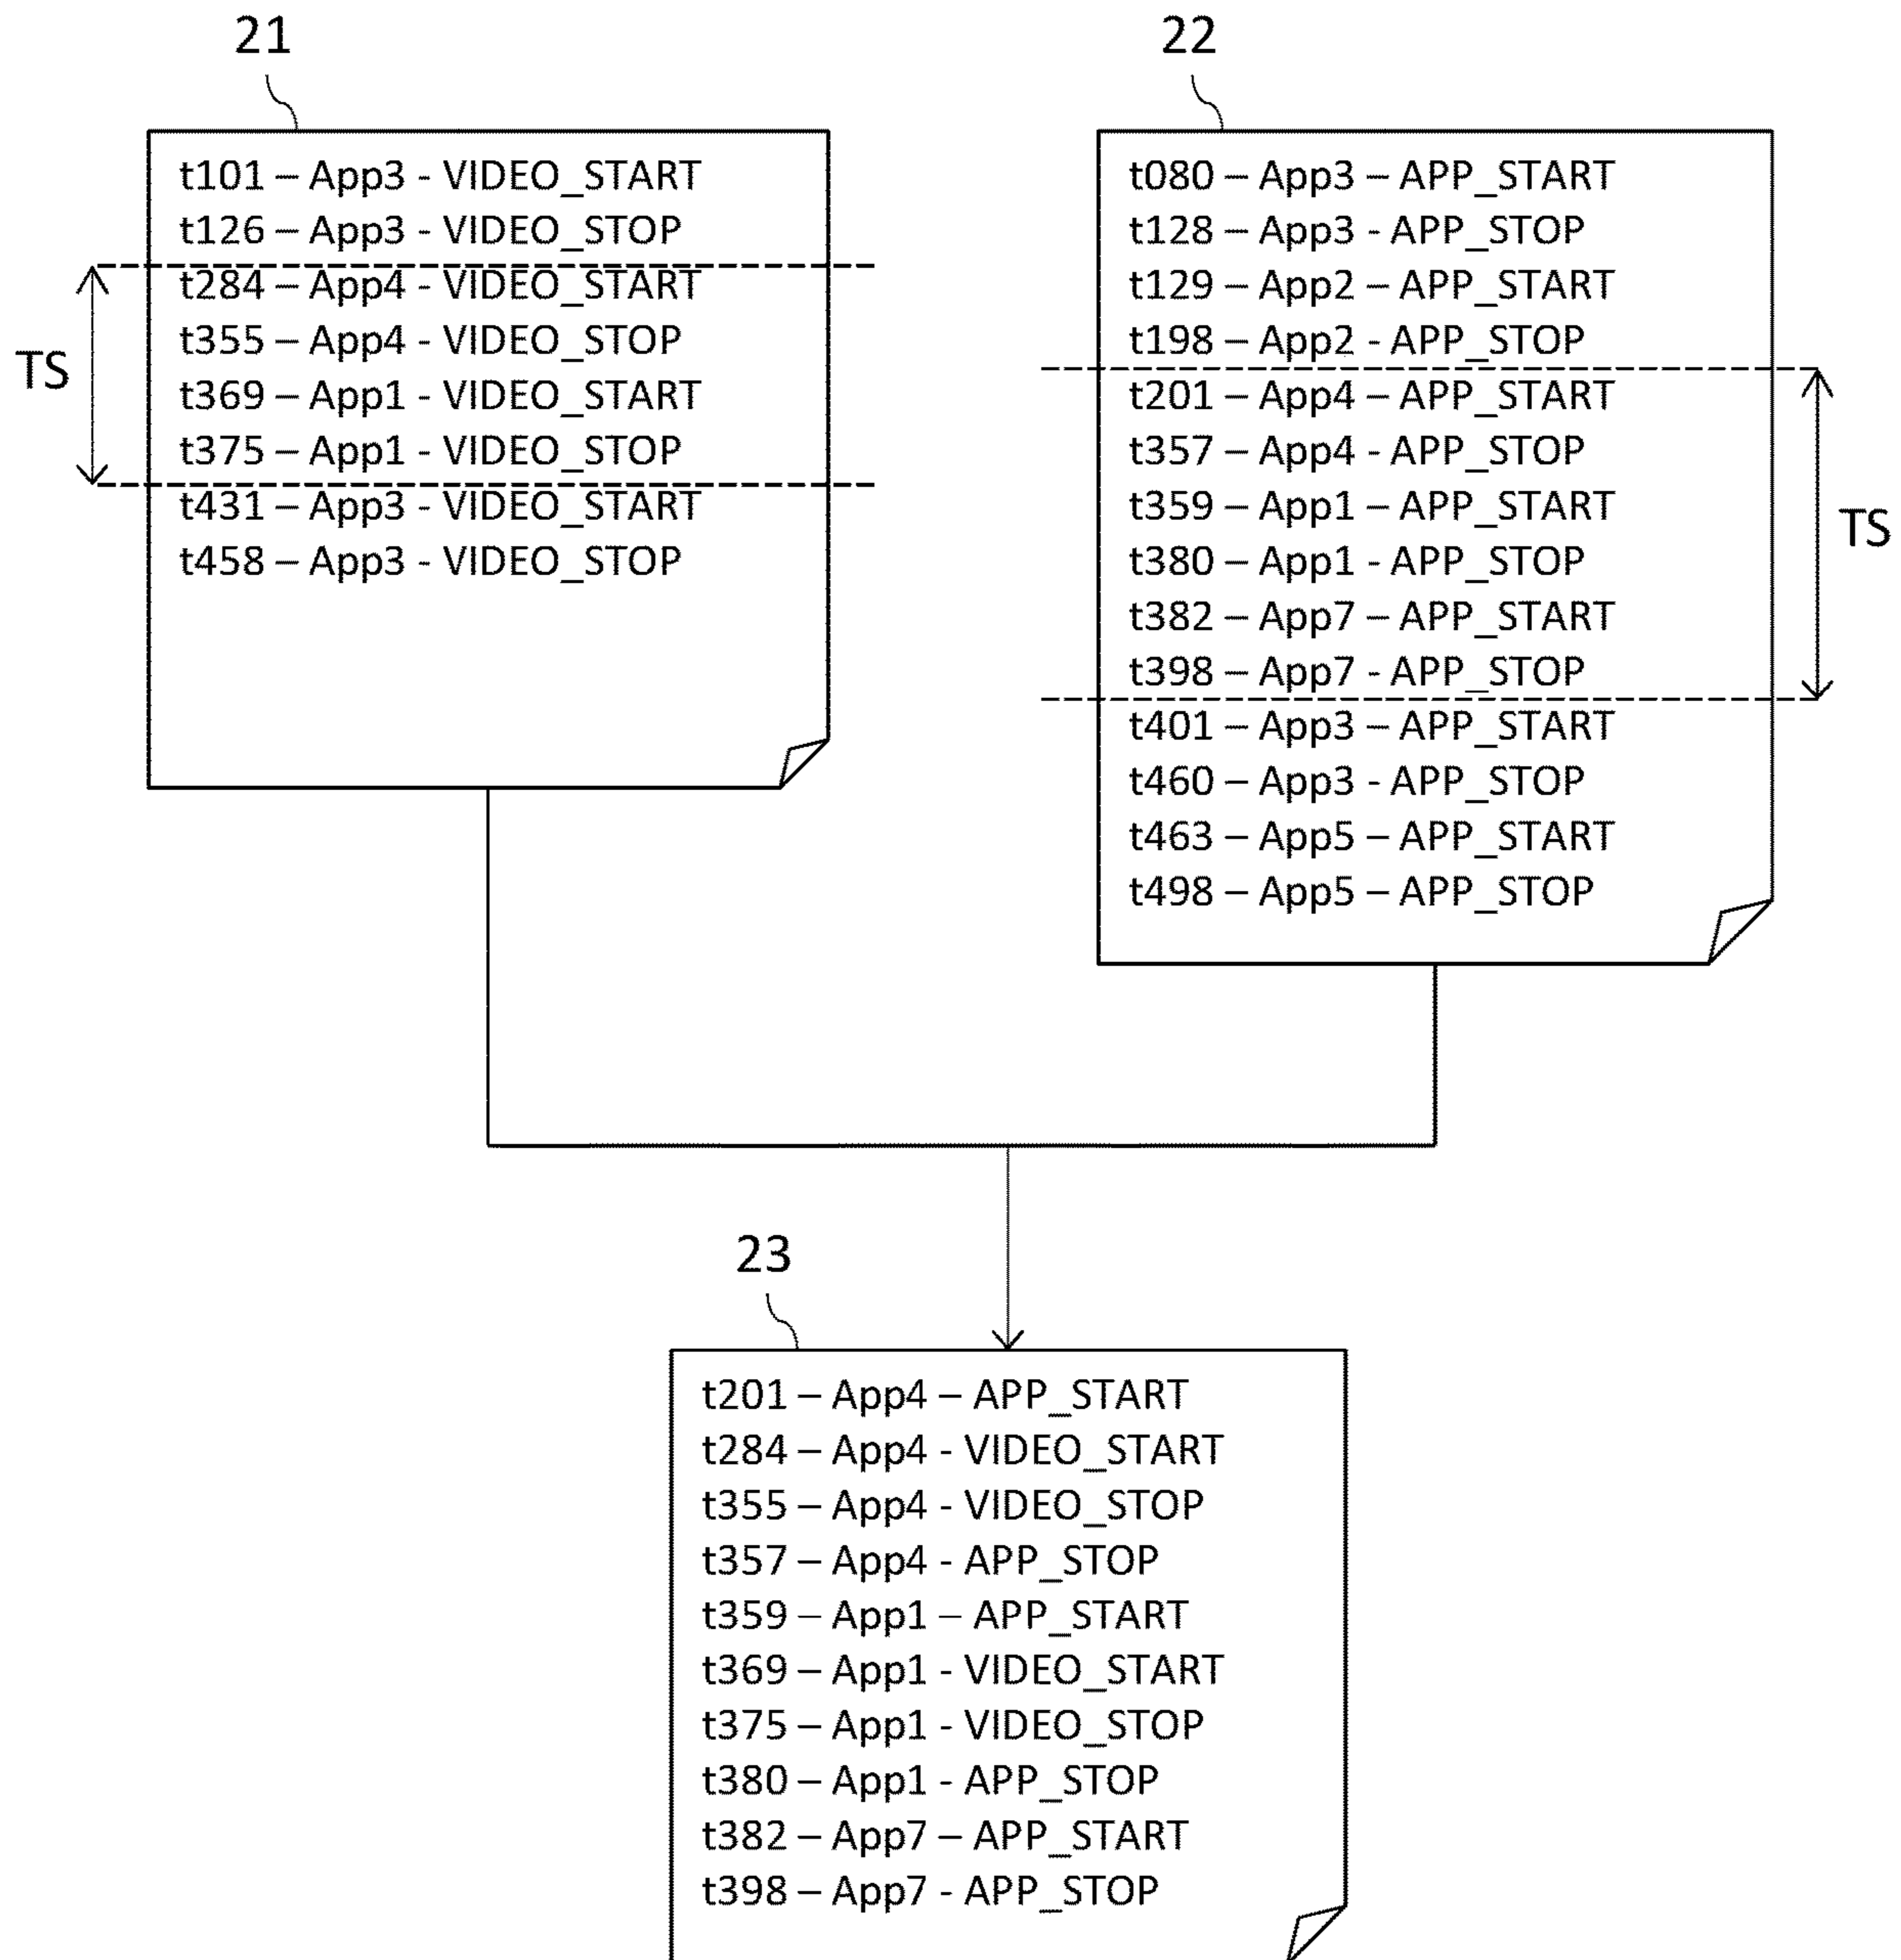 21
t101 – App3 - VIDEO_START
t126 – App3 - VIDEO_STOP
t284 – App4 - VIDEO_START
t355 – App4 - VIDEO_STOP
t369 – App1 - VIDEO_START
t375 – App1 - VIDEO_STOP
t431 – App3 - VIDEO_START
t458 – App3 - VIDEO_STOP
TS
22
t080 – App3 – APP_START
t128 – App3 - APP_STOP
t129 – App2 – APP_START
t198 – App2 - APP_STOP
t201 – App4 – APP_START
t357 – App4 - APP_STOP
t359 – App1 – APP_START
t380 – App1 - APP_STOP
t382 – App7 – APP_START
t398 – App7 - APP_STOP
t401 – App3 – APP_START
t460 – App3 - APP_STOP
t463 – App5 – APP_START
t498 – App5 – APP_STOP
TS
23
t201 – App4 – APP_START
t284 – App4 - VIDEO_START
t355 – App4 - VIDEO_STOP
t357 – App4 - APP_STOP
t359 – App1 – APP_START
t369 – App1 - VIDEO_START
t375 – App1 - VIDEO_STOP
t380 – App1 - APP_STOP
t382 – App7 – APP_START
t398 – App7 - APP_STOP